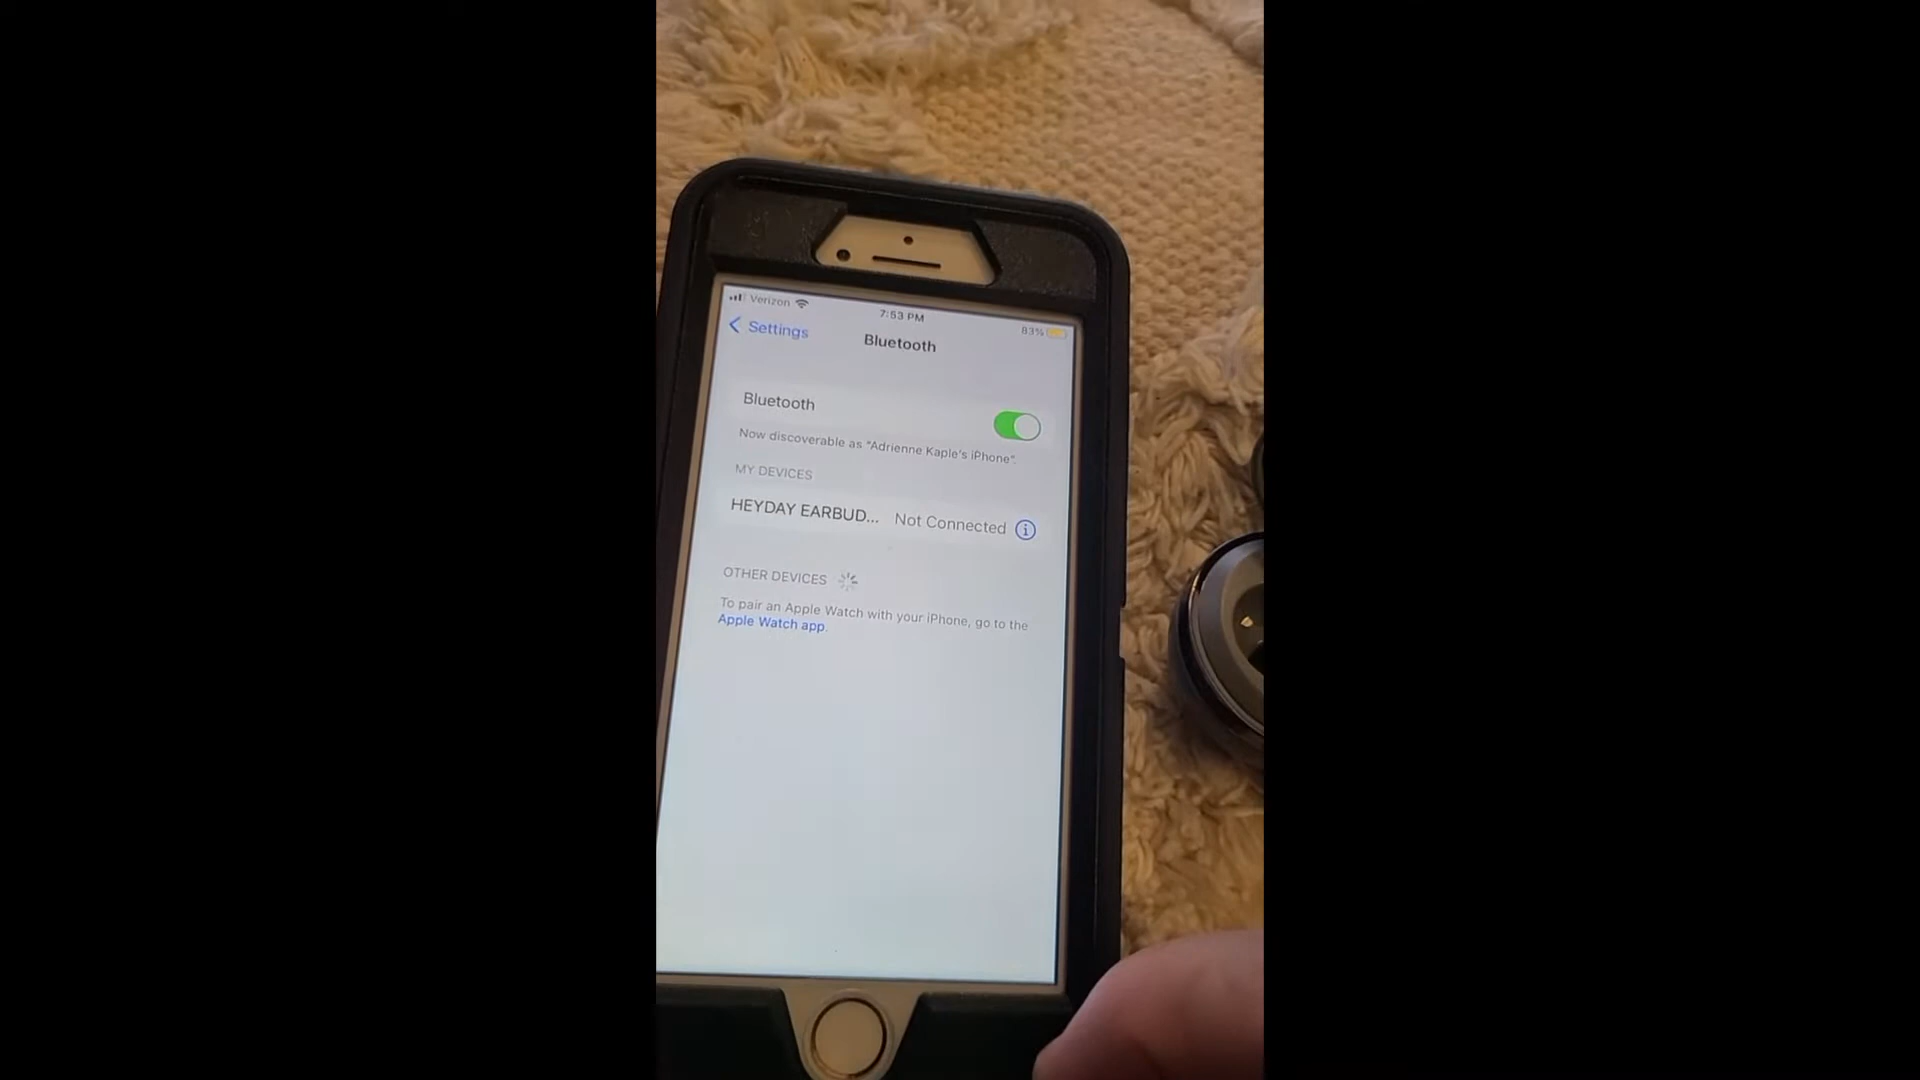 Verizon
7:53 PM
83%
Settings
Bluetooth
Bluetooth
Now discoverable as "Adrienne Kaple's iPhone".
MY DEVICES
HEYDAY EARBUD... Not Connected
OTHER DEVICES
To pair an Apple Watch with your iPhone, go to the
Apple Watch app.